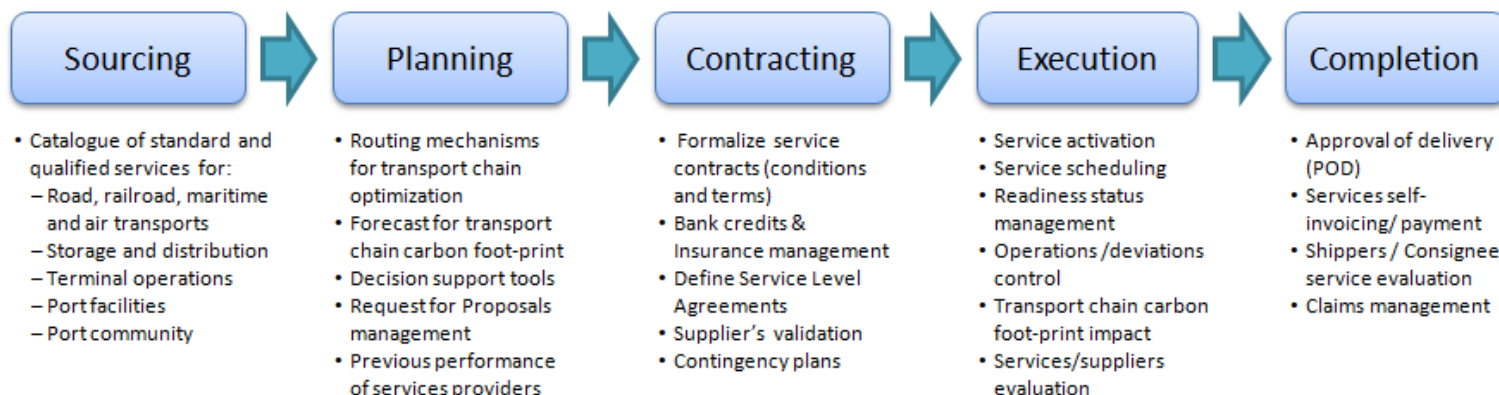 Sourcing
• Catalogue of standard and
qualified services for:
– Road, railroad, maritime
and air transports
– Storage and distribution
– Terminal operations
– Port facilities
– Port community
Planning
• Routing mechanisms
for transport chain
optimization
• Forecast for transport
chain carbon foot-print
• Decision support tools
• Request for Proposals
management
• Previous performance
of services providers
Contracting
• Formalize service
contracts (conditions
and terms)
• Bank credits &
Insurance management
• Define Service Level
Agreements
• Supplier’s validation
• Contingency plans
Execution
• Service activation
• Service scheduling
• Readiness status
management
• Operations /deviations
control
• Transport chain carbon
foot-print impact
• Services/suppliers
evaluation
Completion
• Approval of delivery
(POD)
• Services self-
invoicing/ payment
• Shippers / Consignee
service evaluation
• Claims management